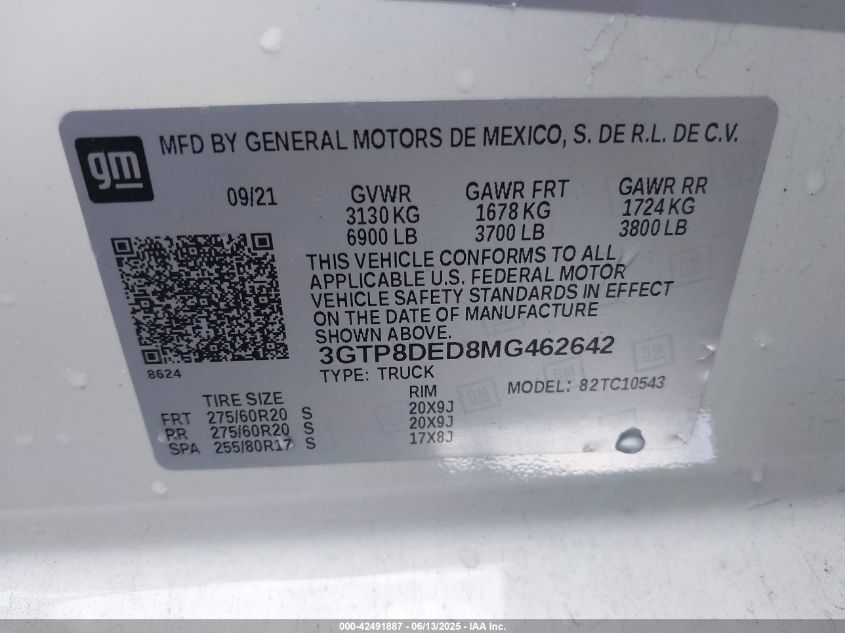 gm
MFD BY GENERAL MOTORS DE MEXICO, S. DE R.L. DE C.V.
09/21 GVWR GAWR FRT GAWR RR
3130 KG 1678 KG 1724 KG
6900 LB 3700 LB 3800 LB
THIS VEHICLE CONFORMS TO ALL
APPLICABLE U.S. FEDERAL MOTOR
VEHICLE SAFETY STANDARDS IN EFFECT
ON THE DATE OF MANUFACTURE
SHOWN ABOVE.
3GTP8DED8MG462642
8624
TYPE: TRUCK
MODEL: 82TC10543
TIRE SIZE RIM
FRT 275/60R20 S 20X9J
RR 275/60R20 S 20X9J
SPA 255/80R17 S 17X8J
000-42491887 - 06/13/2025 - IAA Inc.